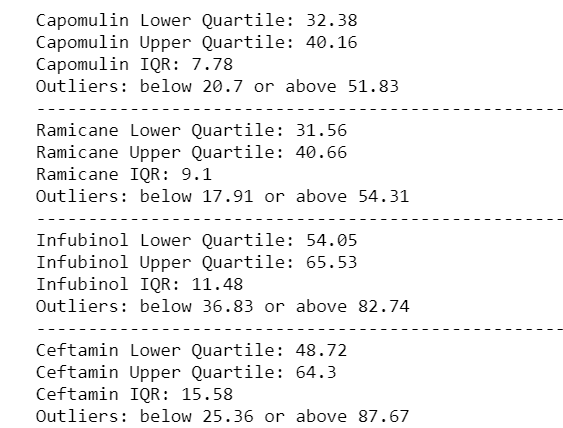 Capomulin Lower Quartile: 32.38
Capomulin Upper Quartile: 40.16
Capomulin IQR: 7.78
Outliers: below 20.7 or above 51.83
--------------------------------------------------
Ramicane Lower Quartile: 31.56
Ramicane Upper Quartile: 40.66
Ramicane IQR: 9.1
Outliers: below 17.91 or above 54.31
--------------------------------------------------
Infubinol Lower Quartile: 54.05
Infubinol Upper Quartile: 65.53
Infubinol IQR: 11.48
Outliers: below 36.83 or above 82.74
--------------------------------------------------
Ceftamin Lower Quartile: 48.72
Ceftamin Upper Quartile: 64.3
Ceftamin IQR: 15.58
Outliers: below 25.36 or above 87.67